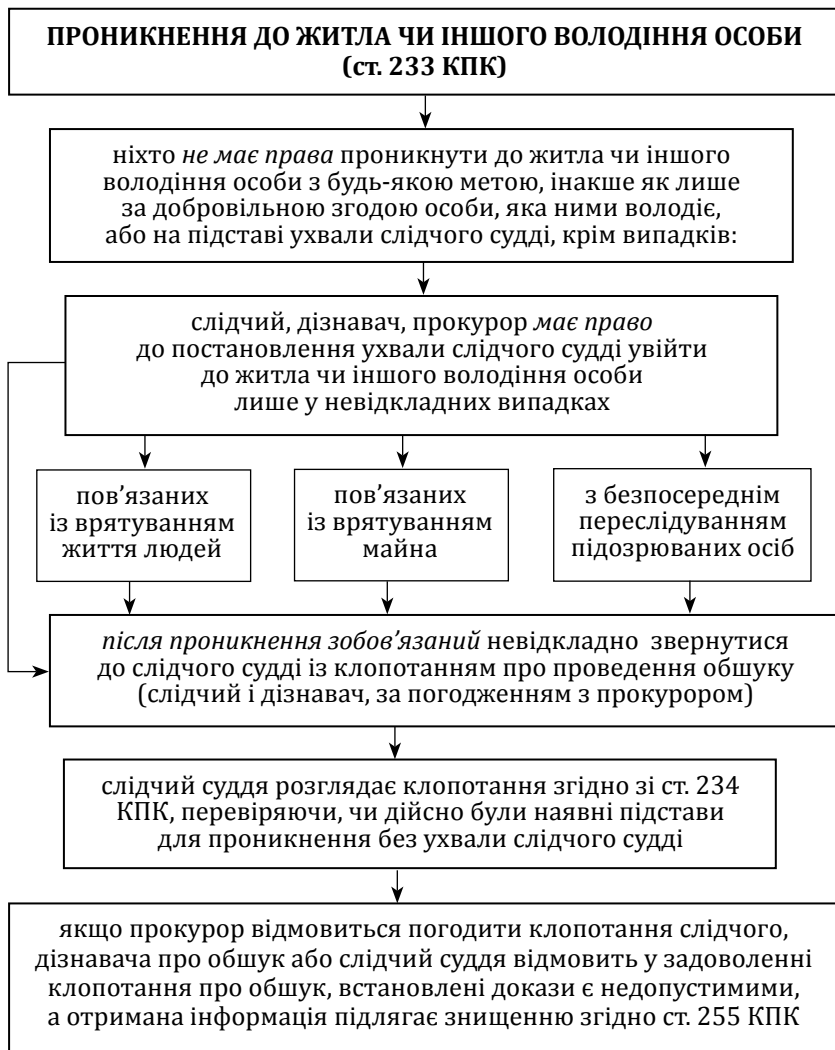 ПРОНИКНЕННЯ ДО ЖИТЛА ЧИ ІНШОГО ВОЛОДІННЯ ОСОБИ
(ст. 233 КПК)
ніхто не має права проникнути до житла чи іншого
володіння особи з будь-якою метою, інакше як лише
за добровільною згодою особи, яка ними володіє,
або на підставі ухвали слідчого судді, крім випадків:
слідчий, дізнавач, прокурор має право
до постановлення ухвали слідчого судді увійти
до житла чи іншого володіння особи
лише у невідкладних випадках
пов’язаних
із врятуванням
життя людей
пов’язаних
із врятуванням
майна
з безпосереднім
переслідуванням
підозрюваних осіб
після проникнення зобов’язаний невідкладно звернутися
до слідчого судді із клопотанням про проведення обшуку
(слідчий і дізнавач, за погодженням з прокурором)
слідчий суддя розглядає клопотання згідно зі ст. 234
КПК, перевіряючи, чи дійсно були наявні підстави
для проникнення без ухвали слідчого судді
якщо прокурор відмовиться погодити клопотання слідчого,
дізнавача про обшук або слідчий суддя відмовить у задоволенні
клопотання про обшук, встановлені докази є недопустимими,
а отримана інформація підлягає знищенню згідно ст. 255 КПК